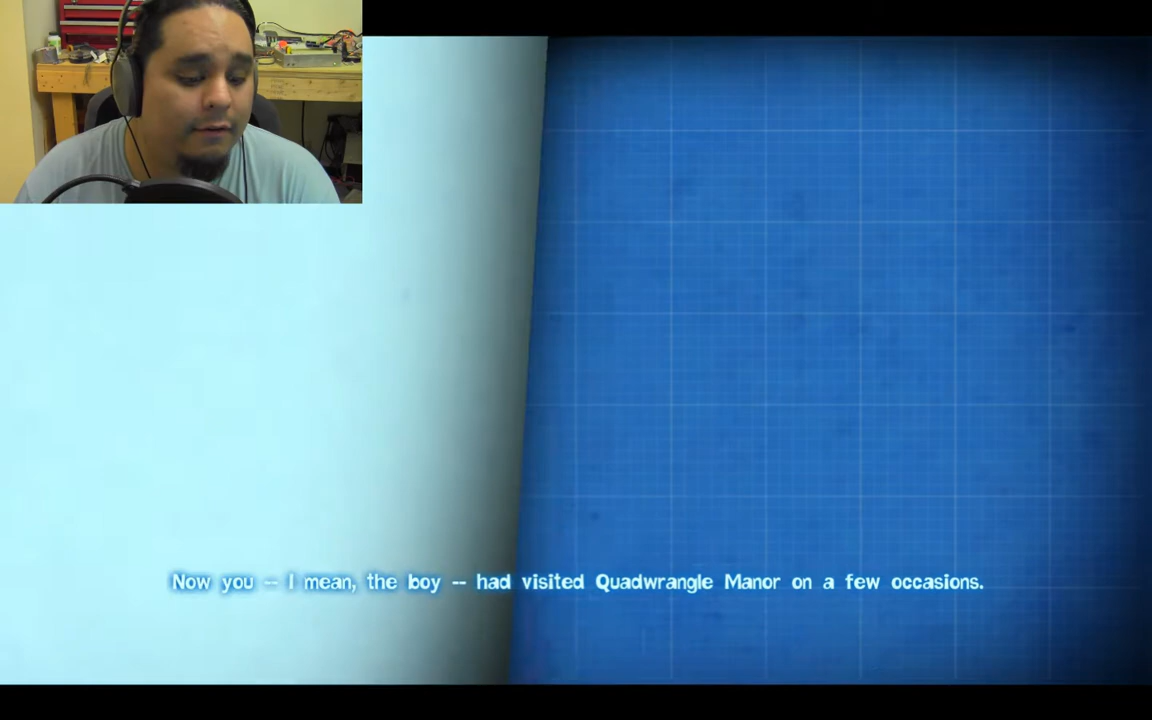 Now you -- I mean, the boy -- had visited Quadwrangle Manor on a few occasions.